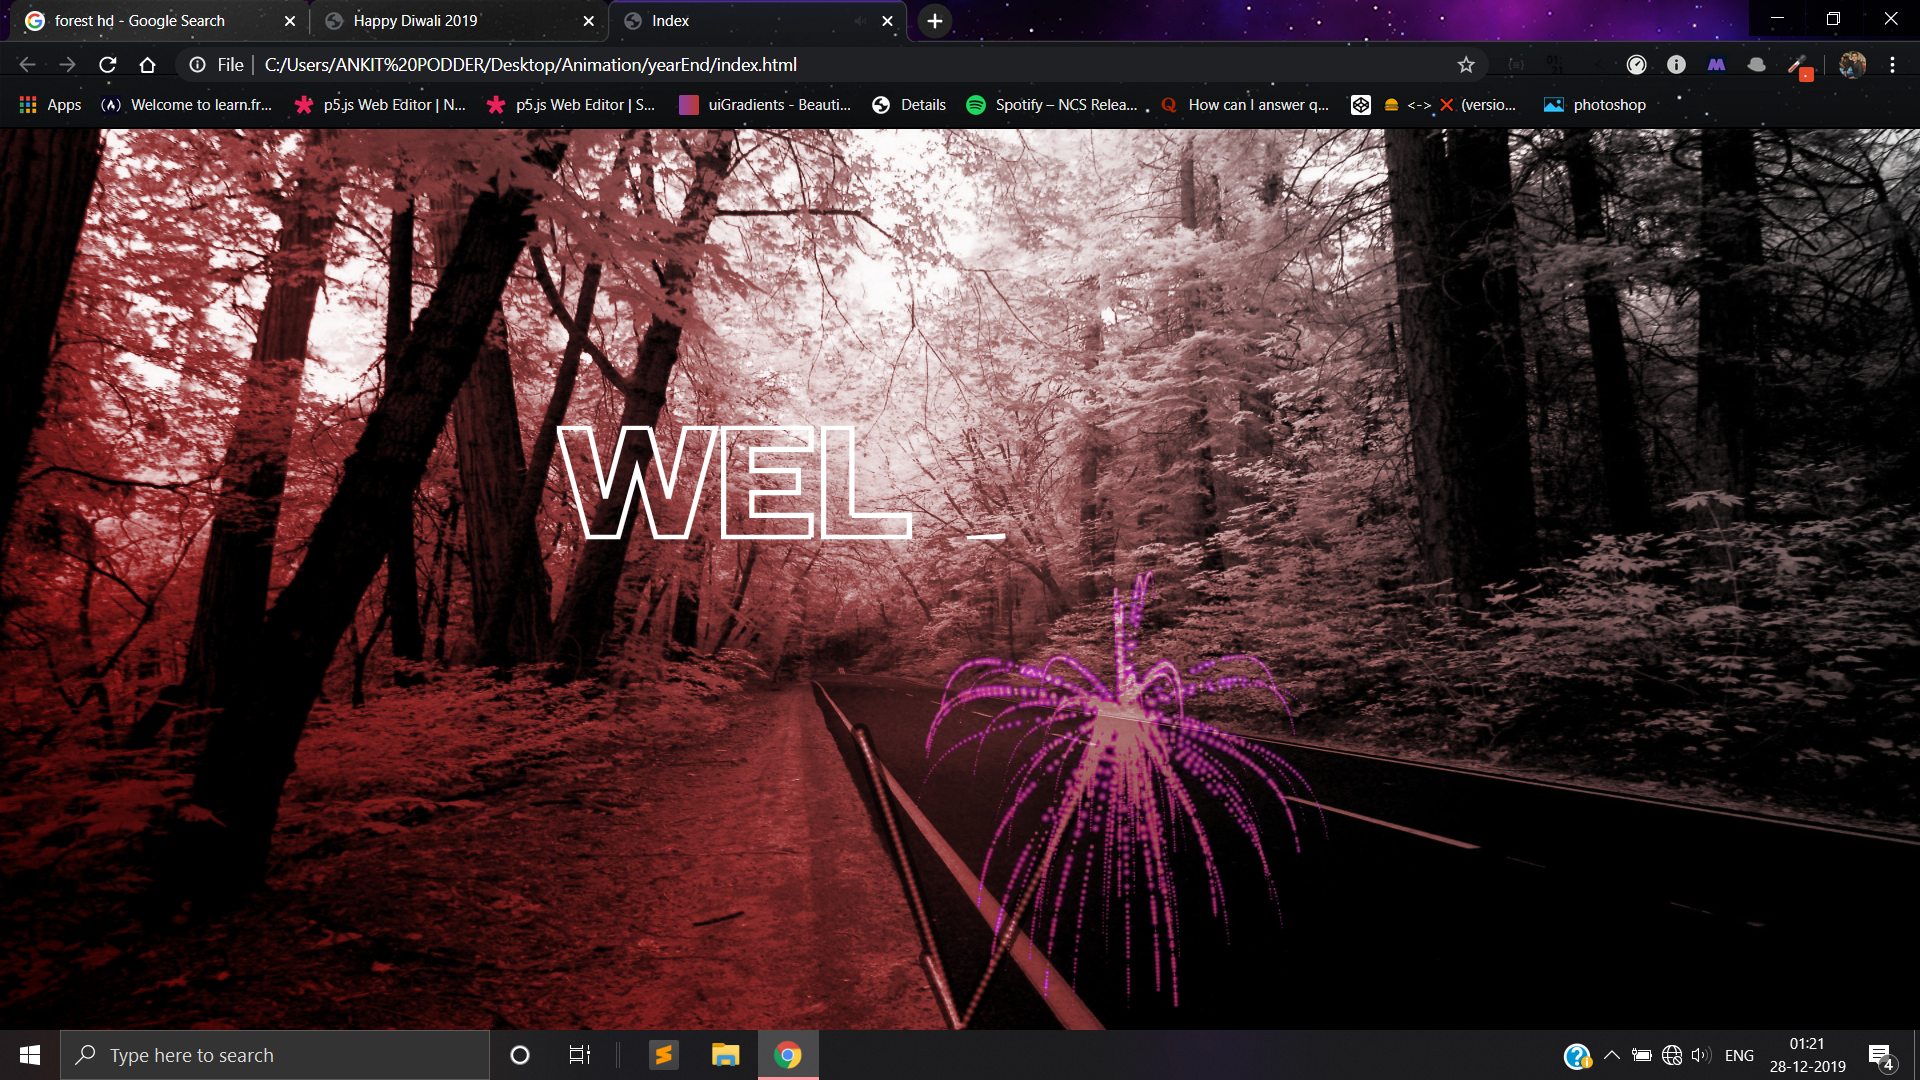 forest hd - Google Search
Happy Diwali 2019
Index
File
C:/Users/ANKIT%20PODDER/Desktop/Animation/yearEnd/index.html
Apps
Welcome to learn.fr...
p5.js Web Editor | N...
p5.js Web Editor | S...
uiGradients - Beauti...
Details
Spotify – NCS Relea...
How can I answer q...
<-> ❌ (versio...
photoshop
WEL _
Type here to search
ENG
01:21
28-12-2019
4